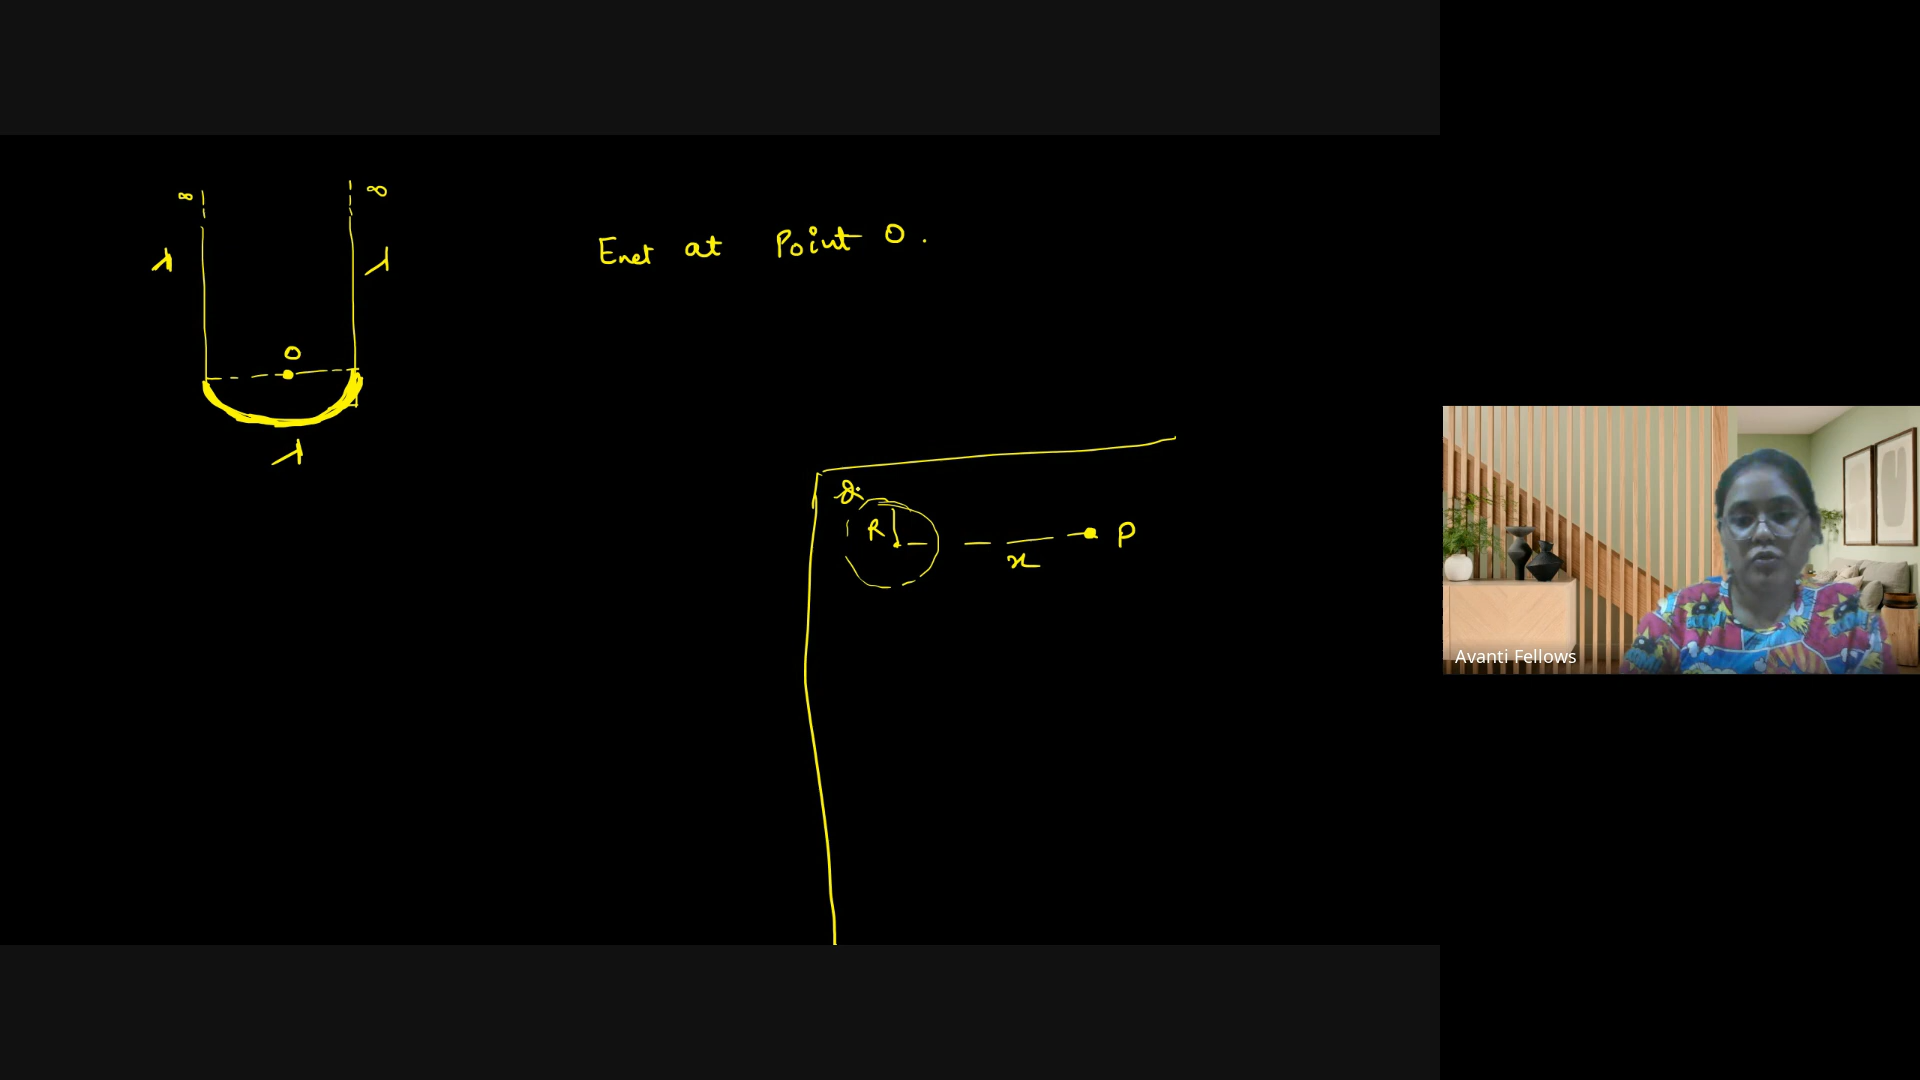 ∞ ∞
λ λ
Enet at Point O.
O
λ
R
P
x
Avanti Fellows